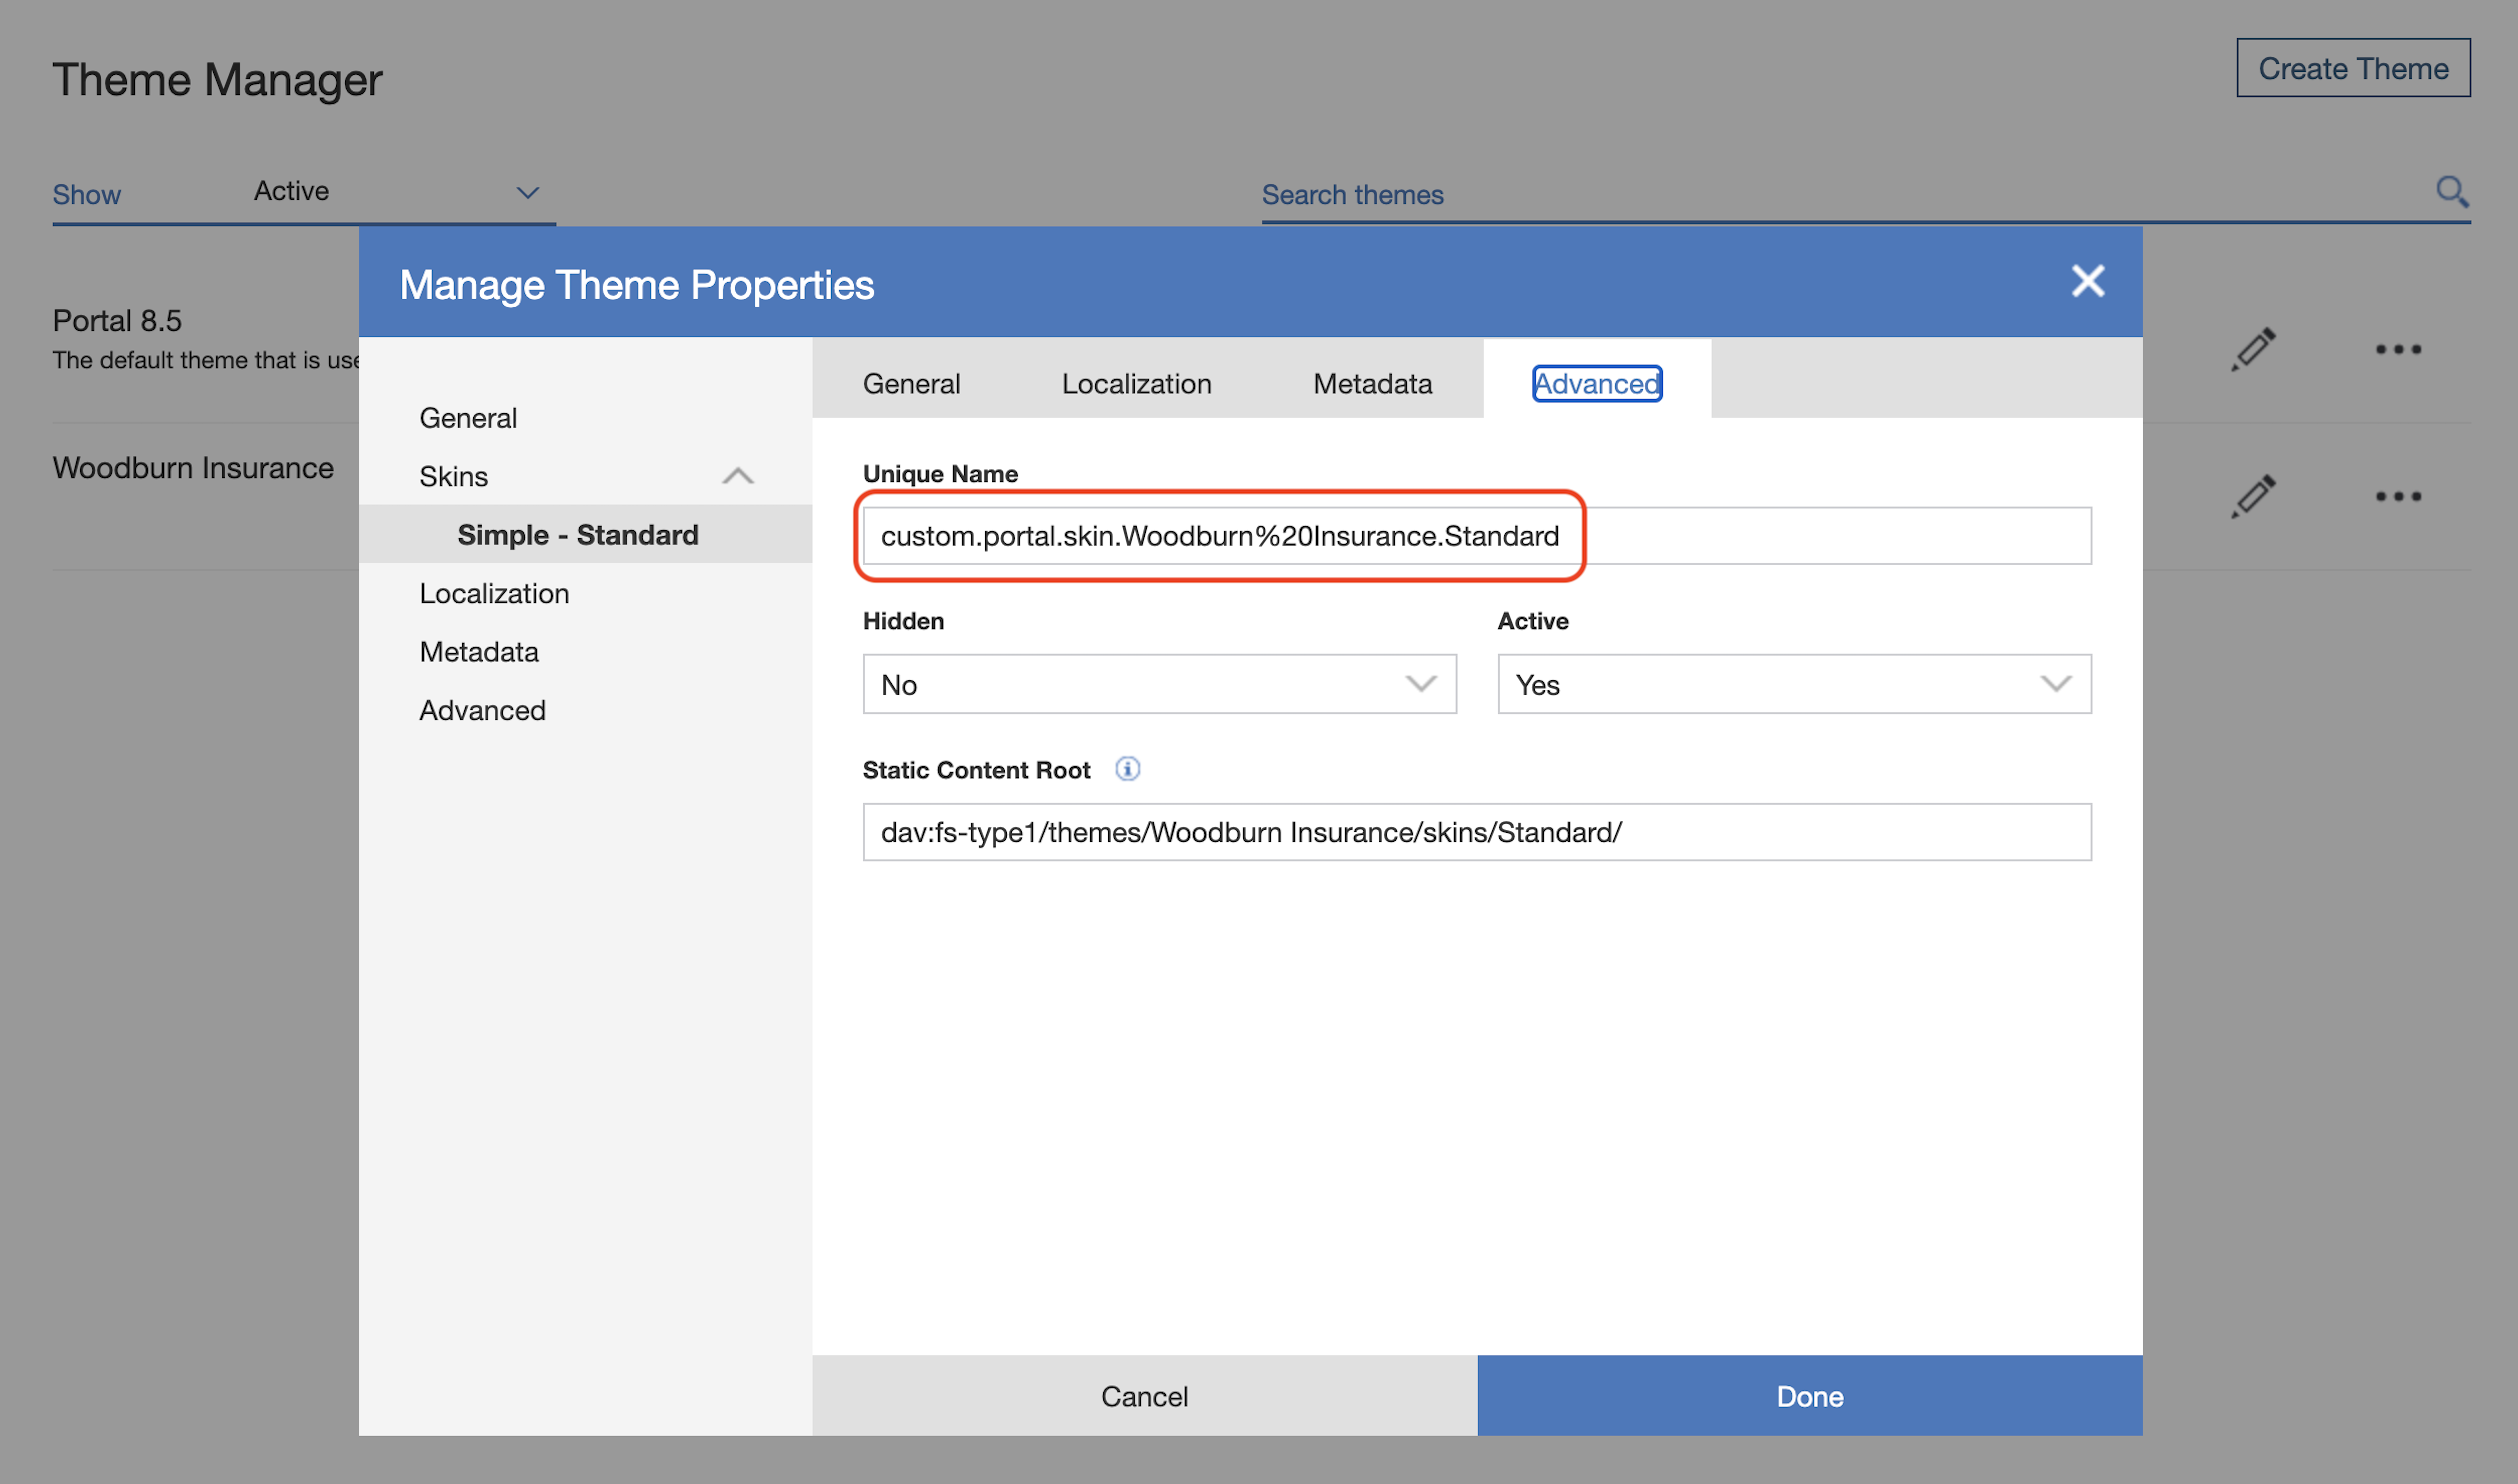 Theme Manager
Create Theme
Show Active
Search themes
Portal 8.5
The default theme that is use
Woodburn Insurance
Manage Theme Properties
General
Skins
Simple - Standard
Localization
Metadata
Advanced
General Localization Metadata Advanced
Unique Name
custom.portal.skin.Woodburn%20Insurance.Standard
Hidden Active
No Yes
Static Content Root
dav:fs-type1/themes/Woodburn Insurance/skins/Standard/
Cancel Done